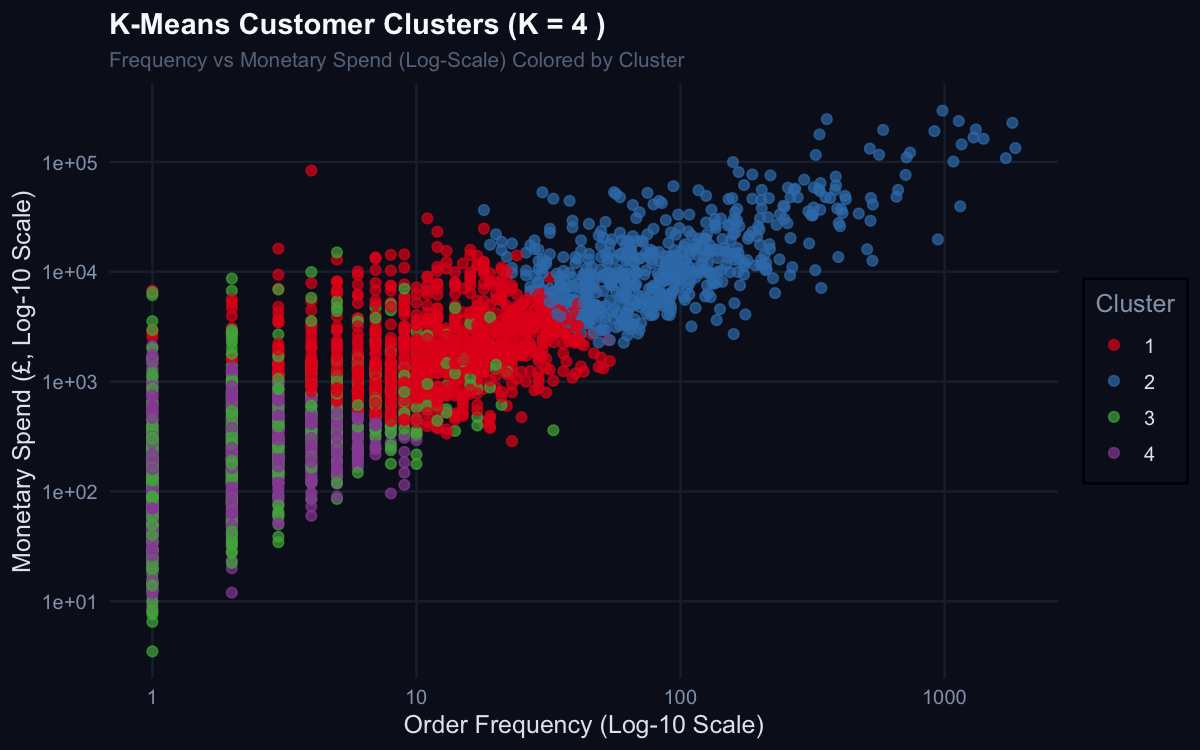 K-Means Customer Clusters (K = 4 )
Frequency vs Monetary Spend (Log-Scale) Colored by Cluster
Monetary Spend (£, Log-10 Scale)
1e+05
1e+04
1e+03
1e+02
1e+01
1
10
100
1000
Order Frequency (Log-10 Scale)
Cluster
1
2
3
4